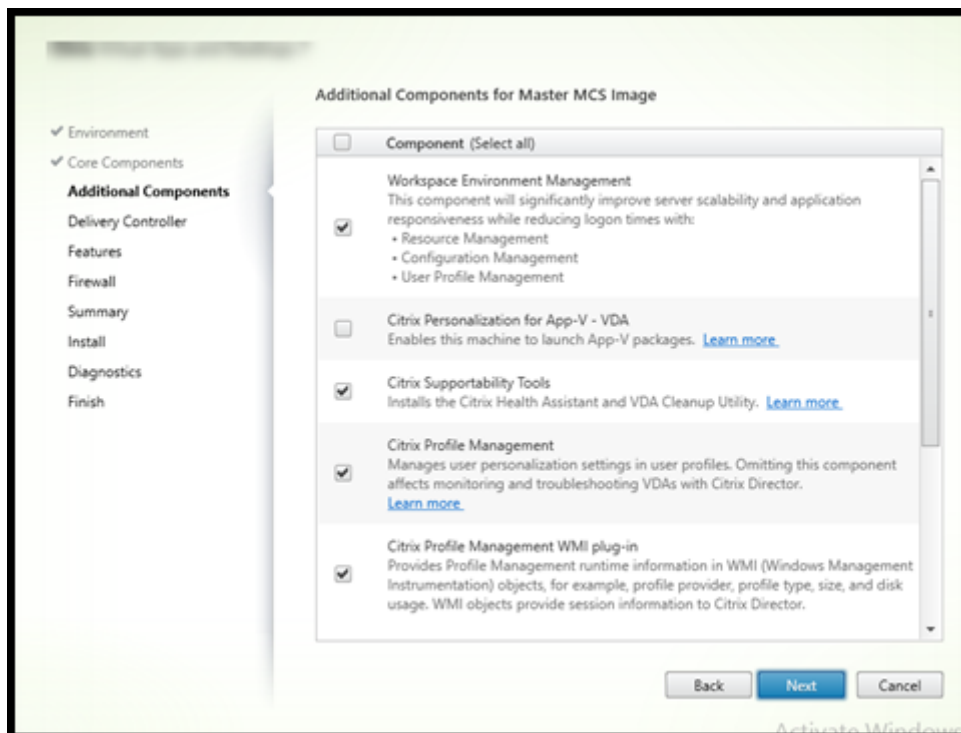 Additional Components for Master MCS Image
Environment
Core Components
Additional Components
Delivery Controller
Features
Firewall
Summary
Install
Diagnostics
Finish
Component (Select all)
Workspace Environment Management
This component will significantly improve server scalability and application
responsiveness while reducing logon times with:
• Resource Management
• Configuration Management
• User Profile Management
Citrix Personalization for App-V - VDA
Enables this machine to launch App-V packages. Learn more
Citrix Supportability Tools
Installs the Citrix Health Assistant and VDA Cleanup Utility. Learn more
Citrix Profile Management
Manages user personalization settings in user profiles. Omitting this component
affects monitoring and troubleshooting VDAs with Citrix Director.
Learn more
Citrix Profile Management WMI plug-in
Provides Profile Management runtime information in WMI (Windows Management
Instrumentation) objects, for example, profile provider, profile type, size, and disk
usage. WMI objects provide session information to Citrix Director.
Back Next Cancel
Activate Windows